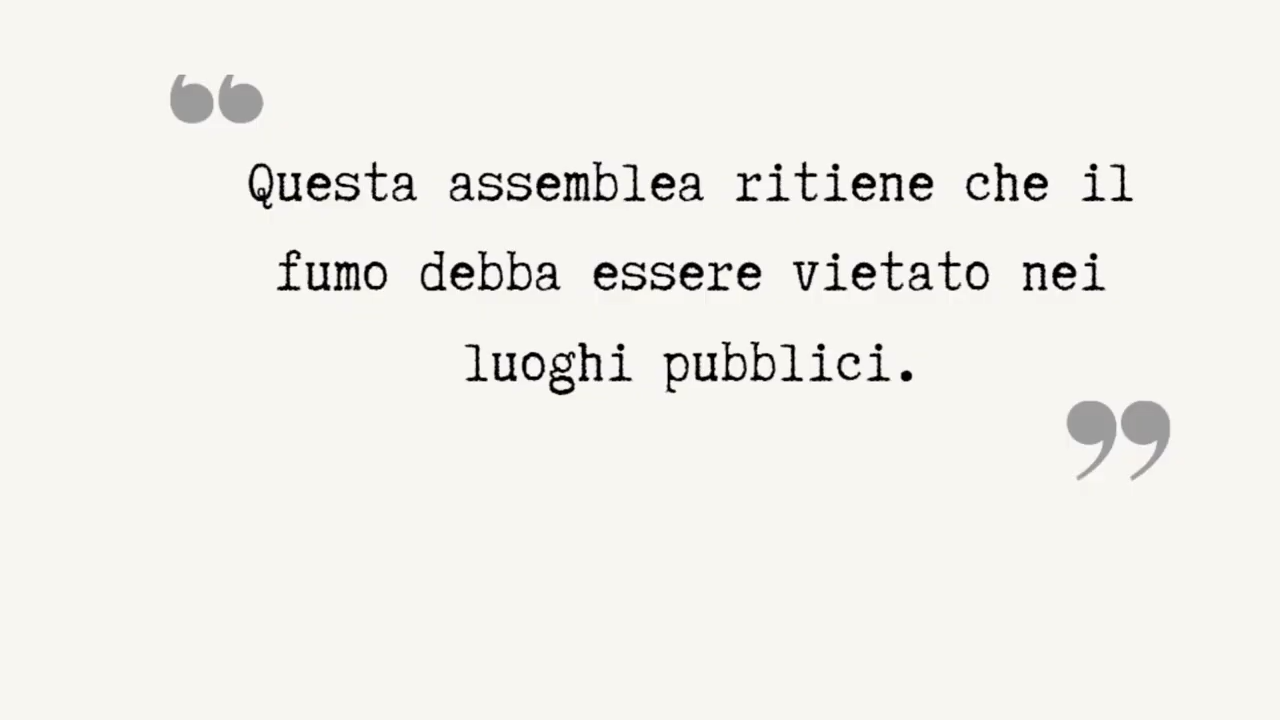 “
Questa assemblea ritiene che il
fumo debba essere vietato nei
luoghi pubblici.
”